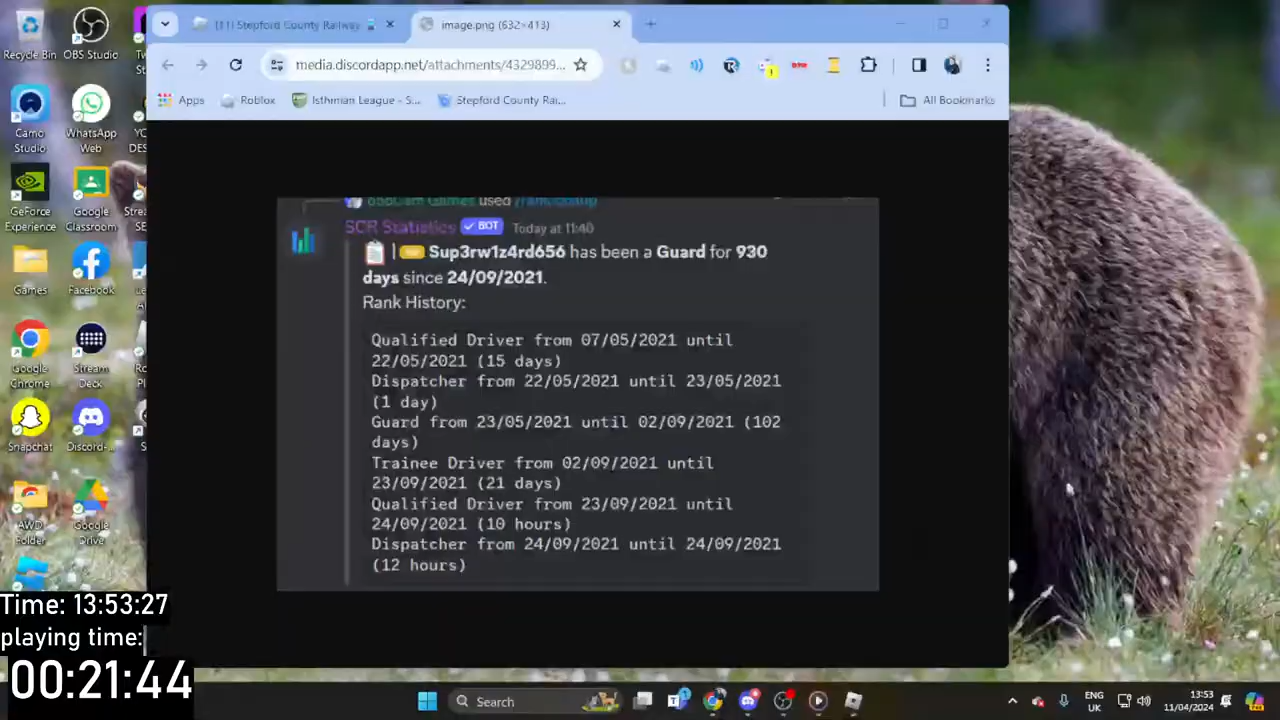 Recycle Bin
OBS Studio
Camo Studio
WhatsApp Web
GeForce Experience
Google Classroom
Games
Facebook
Google Chrome
Stream Deck
Snapchat
Discord-...
AWD Folder
Google Drive
Stepford County Railway
image.png (632×413)
media.discordapp.net/attachments/4329899...
Apps
Roblox
Isthmian League - S...
Stepford County Rai...
All Bookmarks
SCR Statistics BOT Today at 11:40
| Sup3rw1z4rd656 has been a Guard for 930
days since 24/09/2021.
Rank History:
Qualified Driver from 07/05/2021 until
22/05/2021 (15 days)
Dispatcher from 22/05/2021 until 23/05/2021
(1 day)
Guard from 23/05/2021 until 02/09/2021 (102
days)
Trainee Driver from 02/09/2021 until
23/09/2021 (21 days)
Qualified Driver from 23/09/2021 until
24/09/2021 (10 hours)
Dispatcher from 24/09/2021 until 24/09/2021
(12 hours)
Time: 13:53:27
playing time:
00:21:44
Search
ENG
UK
13:53
11/04/2024